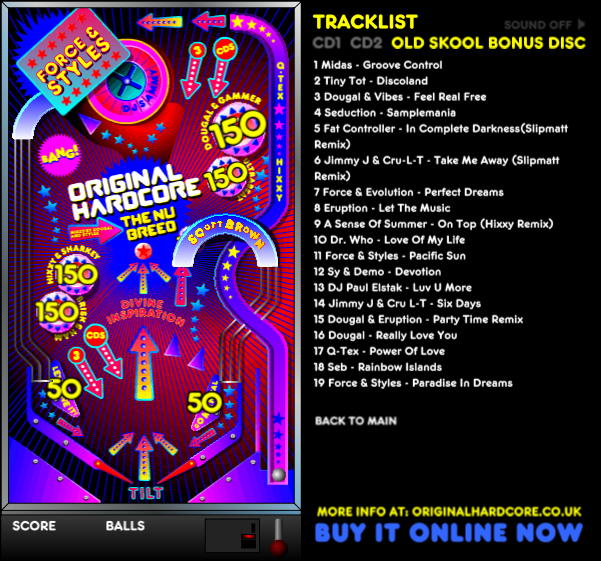 FORCE &
STYLES
DJ SAMMY
3
CDS
Q-TEX
HIXXY
DOUGAL & GAMMER
150
150
BANG!
ORIGINAL
HARDCORE
THE NU
BREED
MIXED BY DOUGAL
AND STYLES
SCOTT BROWN
HIXXY & SHARKEY
150
150
DIVINE
INSPIRATION
3
CDS
50
50
TILT
SCORE
BALLS
TRACKLIST
SOUND OFF
CD1 CD2 OLD SKOOL BONUS DISC
1 Midas - Groove Control
2 Tiny Tot - Discoland
3 Dougal & Vibes - Feel Real Free
4 Seduction - Samplemania
5 Fat Controller - In Complete Darkness(Slipmatt
Remix)
6 Jimmy J & Cru-L-T - Take Me Away (Slipmatt
Remix)
7 Force & Evolution - Perfect Dreams
8 Eruption - Let The Music
9 A Sense Of Summer - On Top (Hixxy Remix)
10 Dr. Who - Love Of My Life
11 Force & Styles - Pacific Sun
12 Sy & Demo - Devotion
13 DJ Paul Elstak - Luv U More
14 Jimmy J & Cru L-T - Six Days
15 Dougal & Eruption - Party Time Remix
16 Dougal - Really Love You
17 Q-Tex - Power Of Love
18 Seb - Rainbow Islands
19 Force & Styles - Paradise In Dreams
BACK TO MAIN
MORE INFO AT: ORIGINALHARDCORE.CO.UK
BUY IT ONLINE NOW